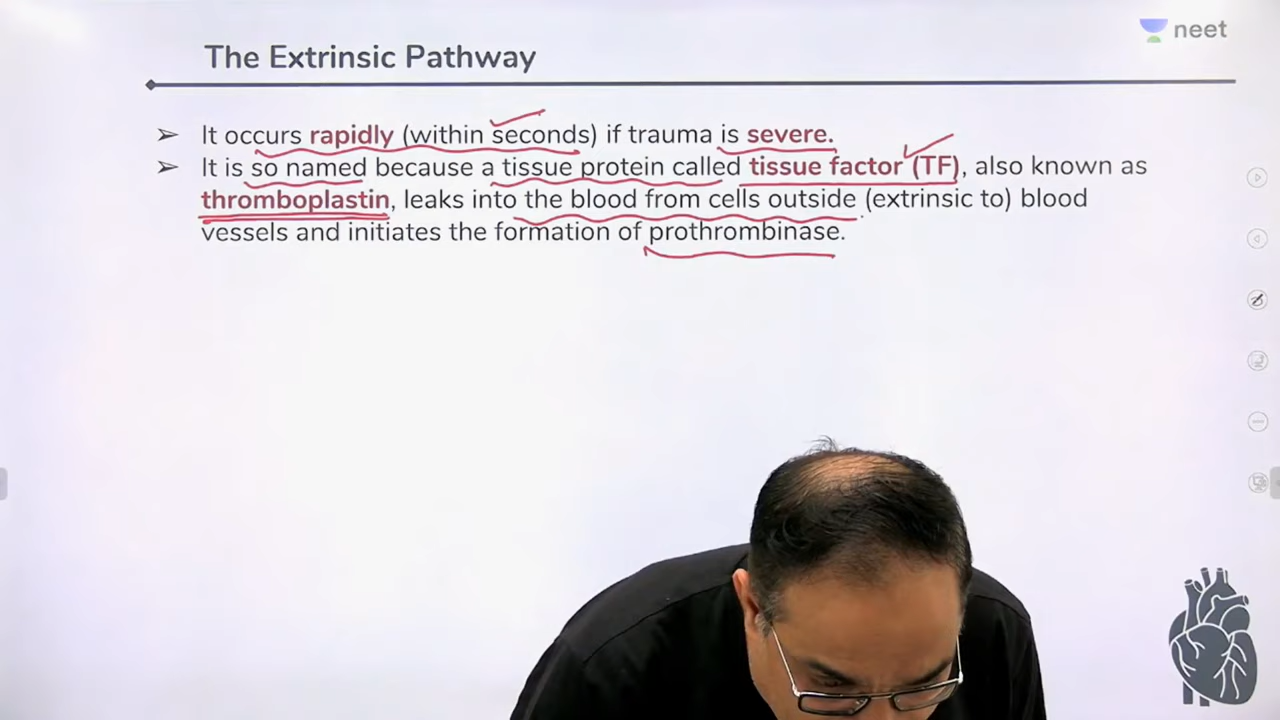 neet
The Extrinsic Pathway
➢ It occurs rapidly (within seconds) if trauma is severe.
➢ It is so named because a tissue protein called tissue factor (TF), also known as
thromboplastin, leaks into the blood from cells outside (extrinsic to) blood
vessels and initiates the formation of prothrombinase.